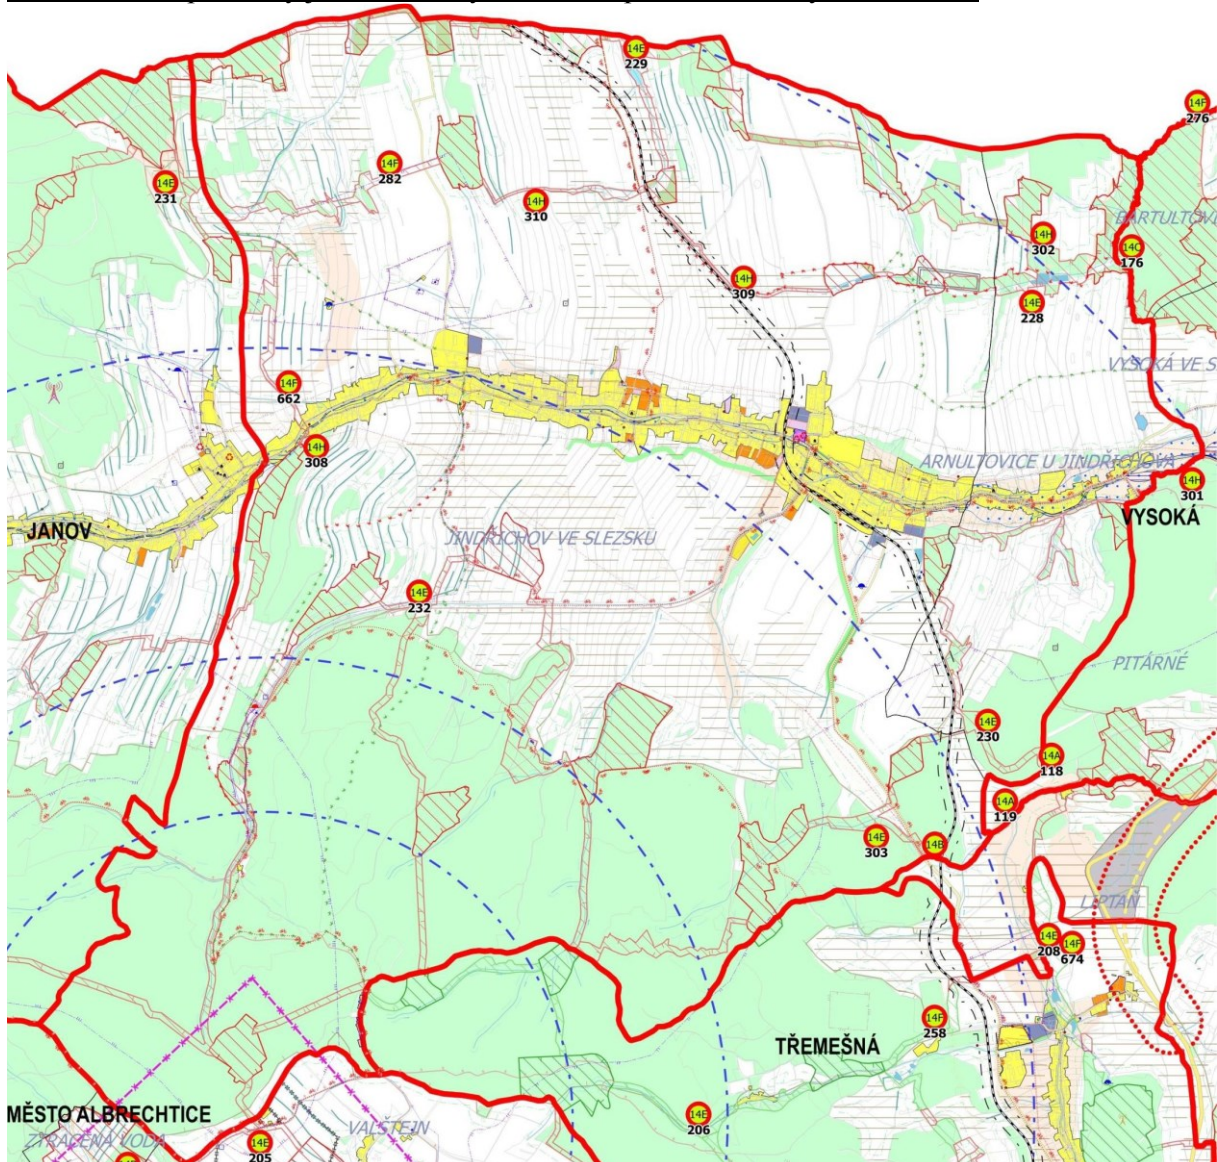 14E
229
14F
276
14F
282
14E
231
14H
310
14H
302
14C
176
14H
309
14E
228
VYSOKÁ VE S
14F
662
14H
308
ARNULTOVICE U JINDŘICHOVA
14H
301
VYSOKÁ
JANOV
JINDŘICHOV VE SLEZSKU
14E
232
PITÁRNÉ
14E
230
14A
118
14A
119
14E
303
14B
LIPTAŇ
14E
208
14F
674
14F
258
TŘEMEŠNÁ
MĚSTO ALBRECHTICE
ZTRACENÁ VODA
VALŠTEJN
14E
206
14E
205